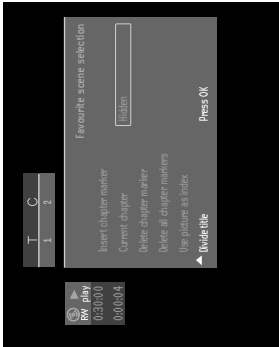 T C
1 2
RW play
0:30:00
0:00:04
Favourite scene selection
Insert chapter marker
Current chapter Hidden
Delete chapter marker
Delete all chapter markers
Use picture as index
Divide title Press OK